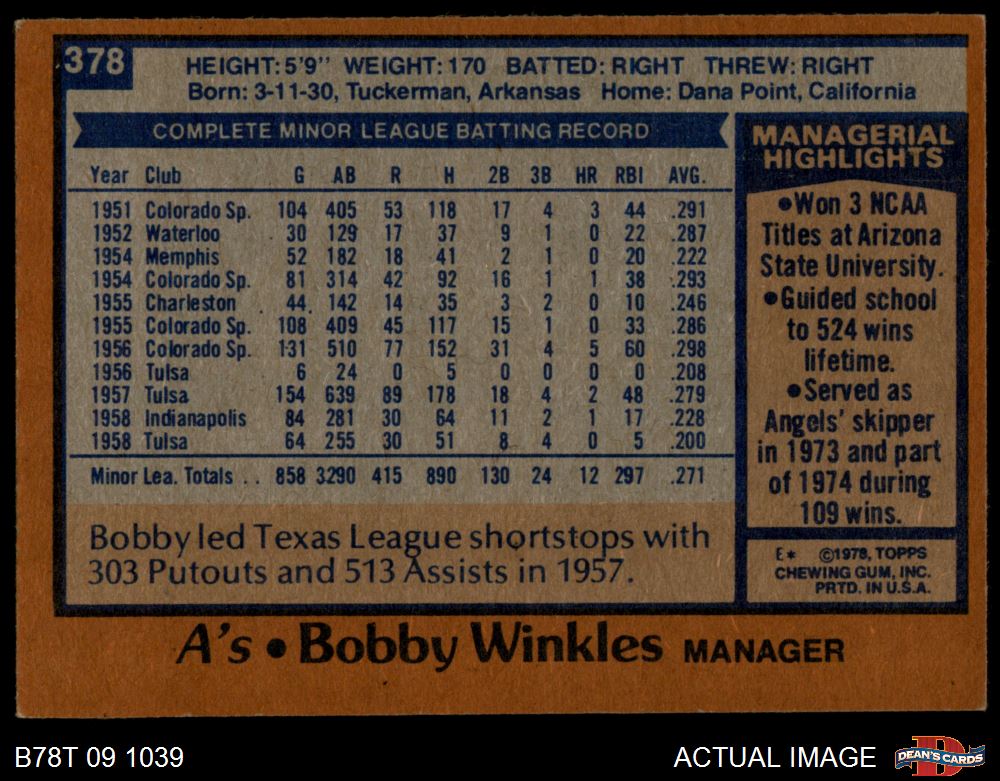 378
HEIGHT: 5'9" WEIGHT: 170 BATTED: RIGHT THREW: RIGHT
Born: 3-11-30, Tuckerman, Arkansas Home: Dana Point, California
COMPLETE MINOR LEAGUE BATTING RECORD
Year Club G AB R H 2B 3B HR RBI AVG.
1951 Colorado Sp. 104 405 53 118 17 4 3 44 .291
1952 Waterloo 30 129 17 37 9 1 0 22 .287
1954 Memphis 52 182 18 41 2 1 0 20 .222
1954 Colorado Sp. 81 314 42 92 16 1 1 38 .293
1955 Charleston 44 142 14 35 3 2 0 10 .246
1955 Colorado Sp. 108 409 45 117 15 1 0 33 .286
1956 Colorado Sp. 131 510 77 152 31 4 5 60 .298
1956 Tulsa 6 24 0 5 0 0 0 0 .208
1957 Tulsa 154 639 89 178 18 4 2 48 .279
1958 Indianapolis 84 281 30 64 11 2 1 17 .228
1958 Tulsa 64 255 30 51 8 4 0 5 .200
Minor Lea. Totals . . 858 3290 415 890 130 24 12 297 .271
Bobby led Texas League shortstops with
303 Putouts and 513 Assists in 1957.
MANAGERIAL
HIGHLIGHTS
•Won 3 NCAA
Titles at Arizona
State University.
•Guided school
to 524 wins
lifetime.
•Served as
Angels' skipper
in 1973 and part
of 1974 during
109 wins.
E* ©1978, TOPPS
CHEWING GUM, INC.
PRTD. IN U.S.A.
A's • Bobby Winkles MANAGER
B78T 09 1039
ACTUAL IMAGE
D
DEAN'S CARDS